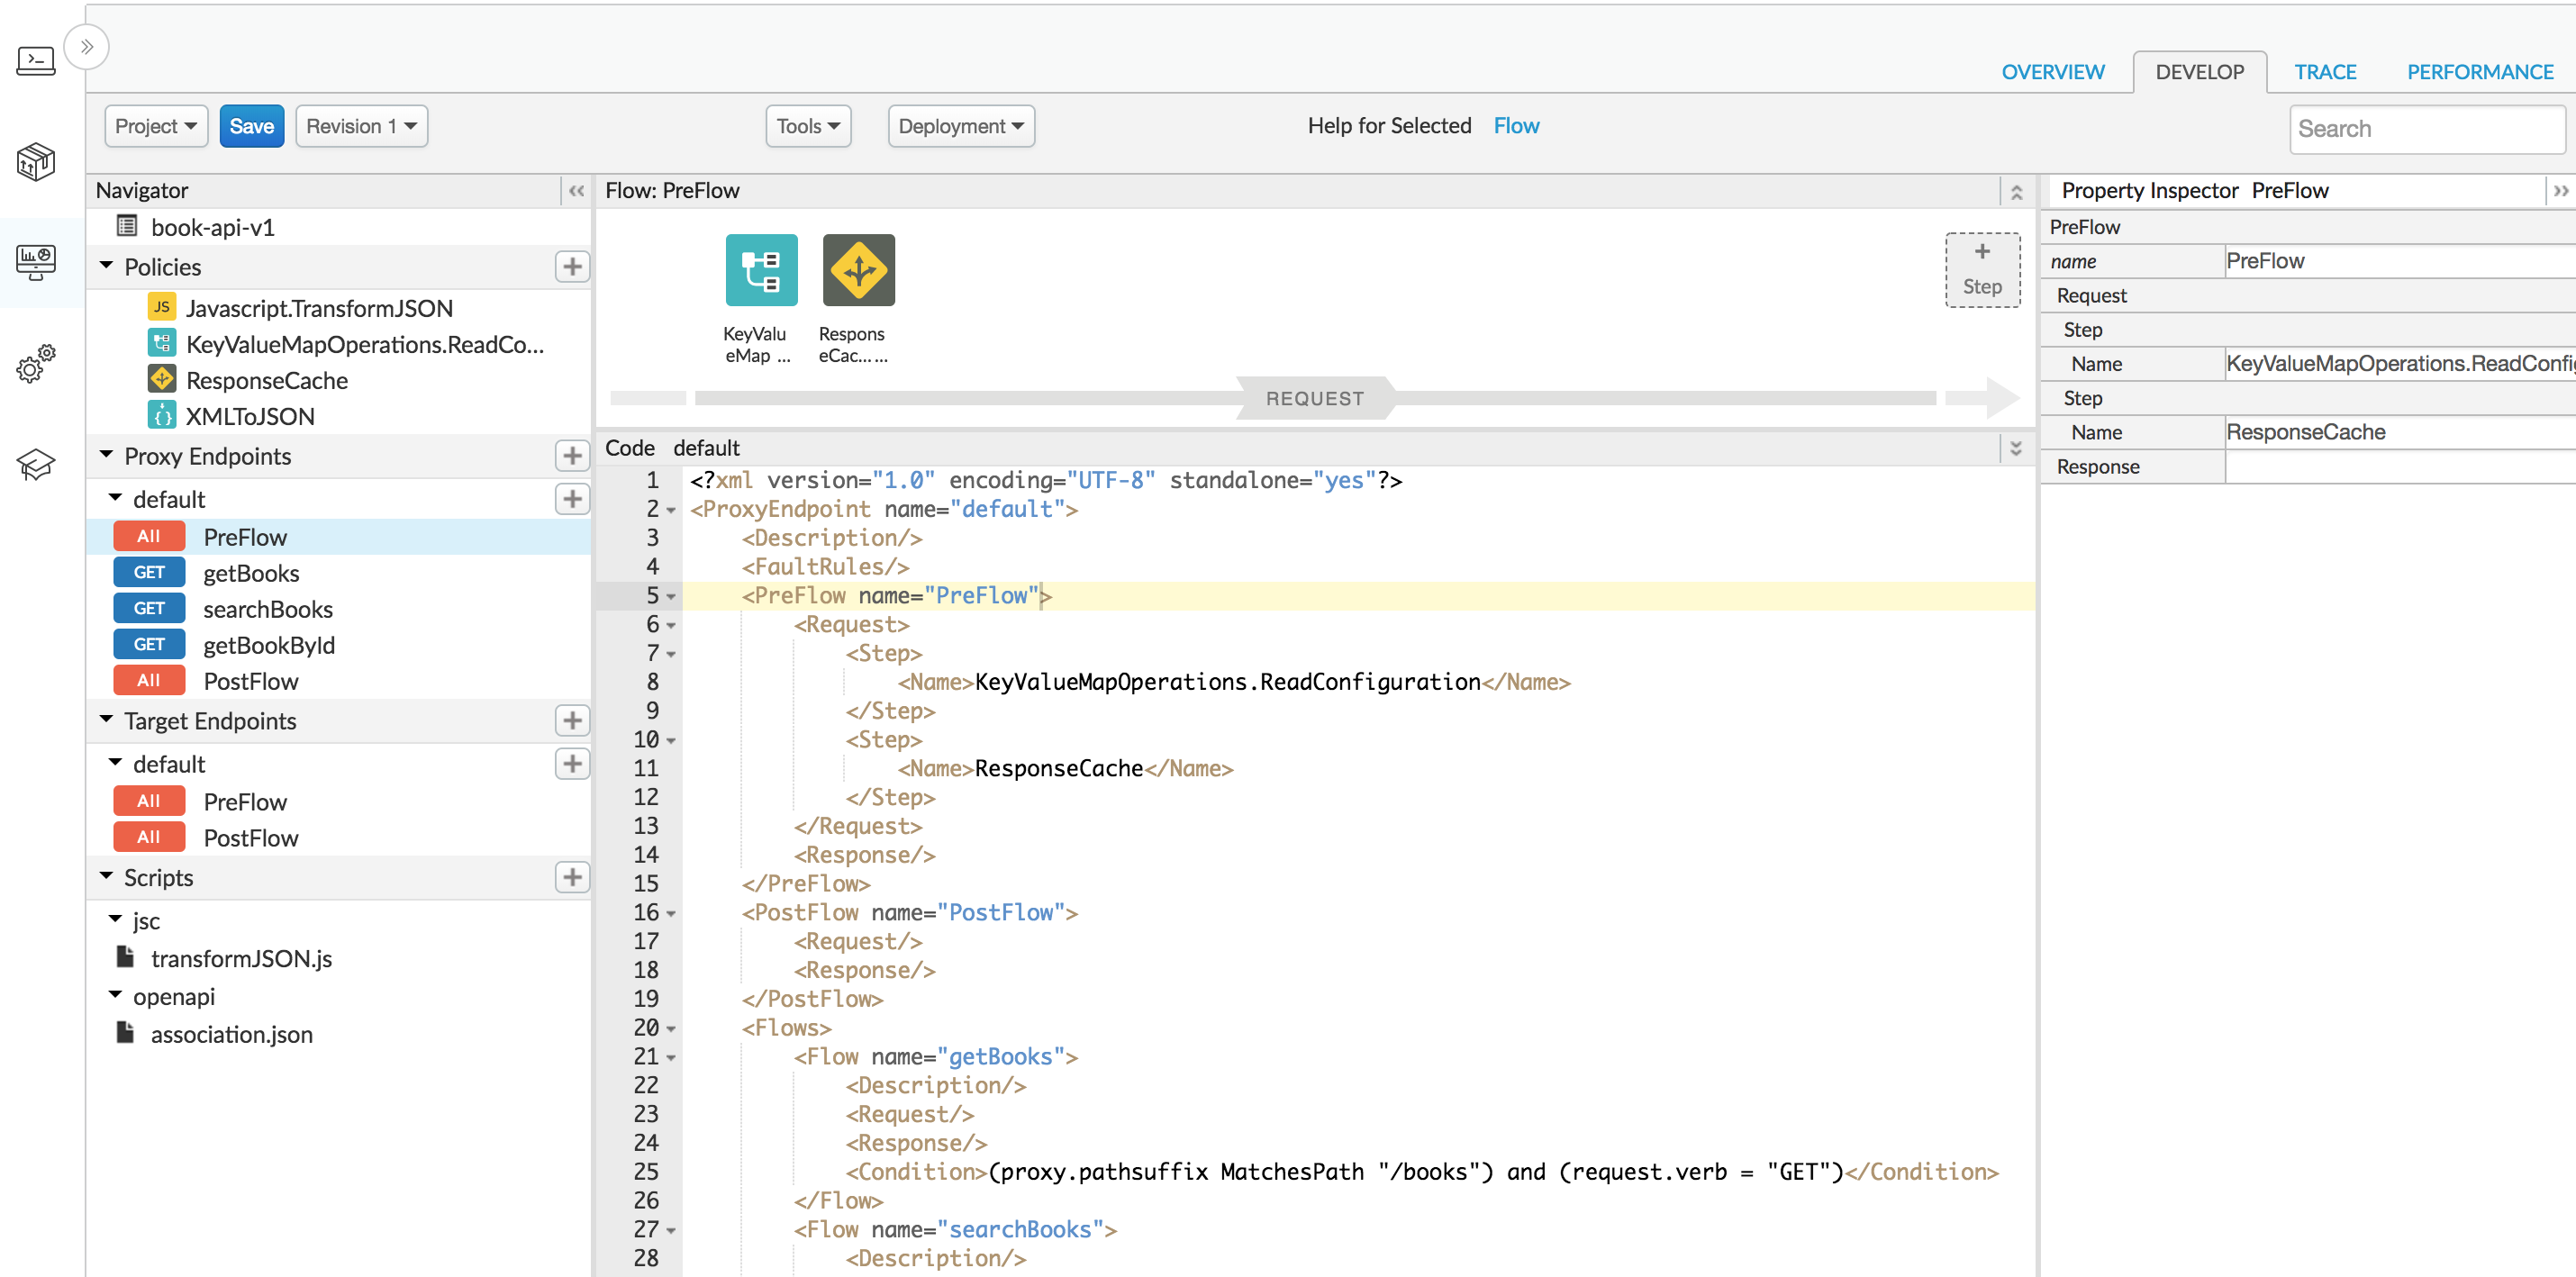 OVERVIEW DEVELOP TRACE PERFORMANCE
Project Save Revision 1 Tools Deployment Help for Selected Flow Search
Navigator
book-api-v1
Policies
JS Javascript.TransformJSON
KeyValueMapOperations.ReadCo...
ResponseCache
XMLToJSON
Proxy Endpoints
default
All PreFlow
GET getBooks
GET searchBooks
GET getBookById
All PostFlow
Target Endpoints
default
All PreFlow
All PostFlow
Scripts
jsc
transformJSON.js
openapi
association.json
Flow: PreFlow
KeyValu
eMap ...
Respons
eCac... ...
+
Step
REQUEST
Code default
1 <?xml version="1.0" encoding="UTF-8" standalone="yes"?>
2 <ProxyEndpoint name="default">
3 <Description/>
4 <FaultRules/>
5 <PreFlow name="PreFlow">
6 <Request>
7 <Step>
8 <Name>KeyValueMapOperations.ReadConfiguration</Name>
9 </Step>
10 <Step>
11 <Name>ResponseCache</Name>
12 </Step>
13 </Request>
14 <Response/>
15 </PreFlow>
16 <PostFlow name="PostFlow">
17 <Request/>
18 <Response/>
19 </PostFlow>
20 <Flows>
21 <Flow name="getBooks">
22 <Description/>
23 <Request/>
24 <Response/>
25 <Condition>(proxy.pathsuffix MatchesPath "/books") and (request.verb = "GET")</Condition>
26 </Flow>
27 <Flow name="searchBooks">
28 <Description/>
Property Inspector PreFlow
PreFlow
name PreFlow
Request
Step
Name KeyValueMapOperations.ReadConfi
Step
Name ResponseCache
Response